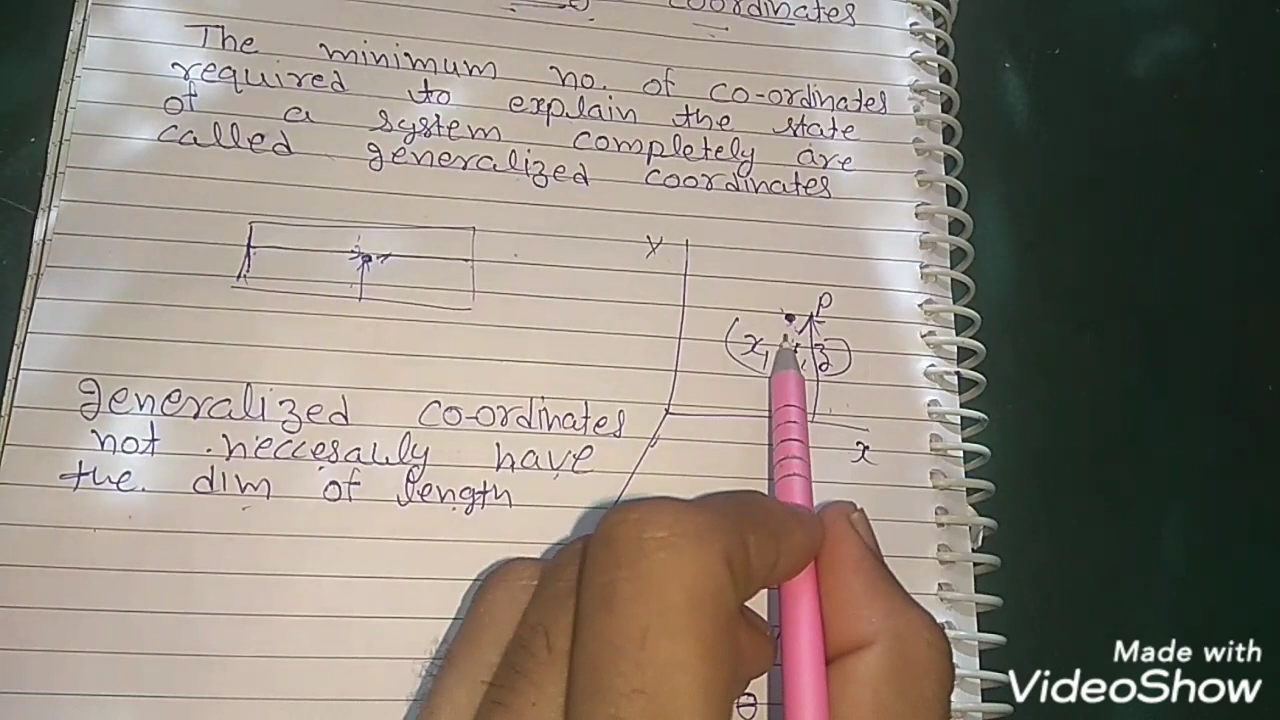 coordinates
The minimum no. of co-ordinates
required to explain the state
of a system completely are
called generalized coordinates
Y
P
(x, , z)
x
generalized co-ordinates
not neccesauly have
the dim of length
θ
Made with
VideoShow